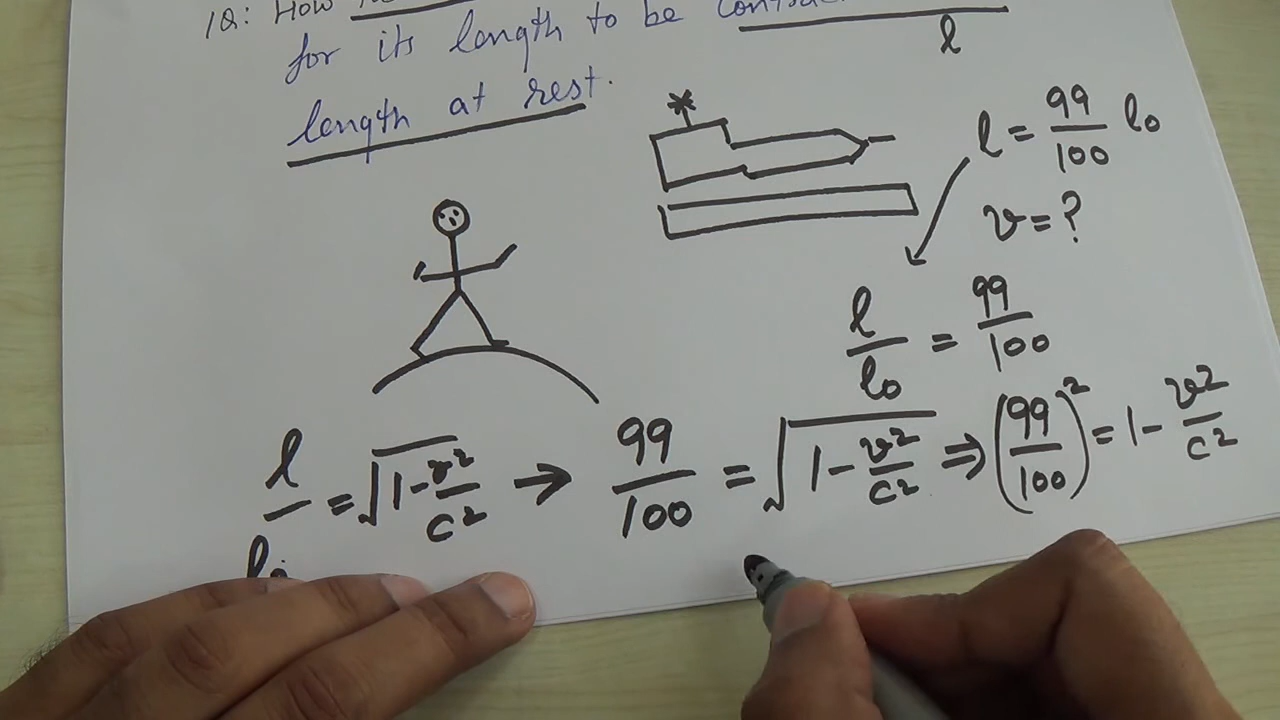 1Q: How
for its length to be
length at rest.
l
l = 99/100 l₀
v = ?
l/l₀ = 99/100
l/l₀ = √(1 - v²/c²) → 99/100 = √(1 - v²/c²) ⇒ (99/100)² = 1 - v²/c²